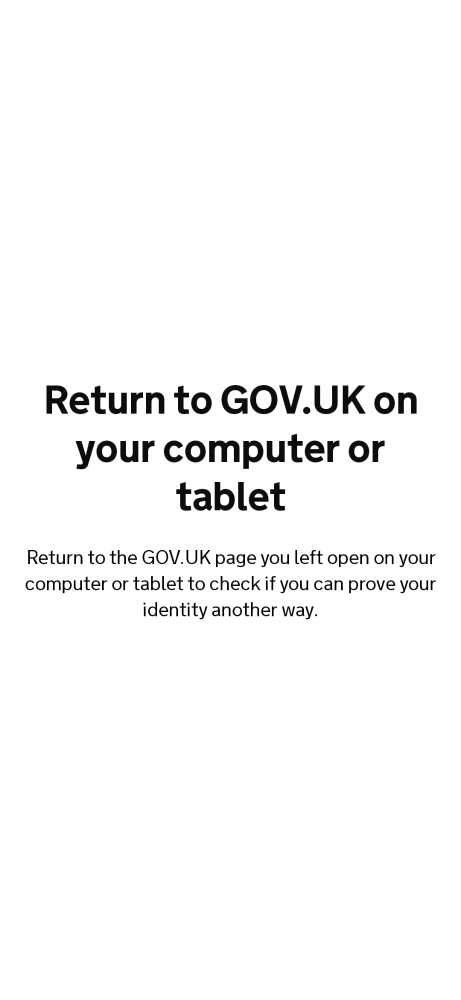 Return to GOV.UK on
your computer or
tablet
Return to the GOV.UK page you left open on your
computer or tablet to check if you can prove your
identity another way.